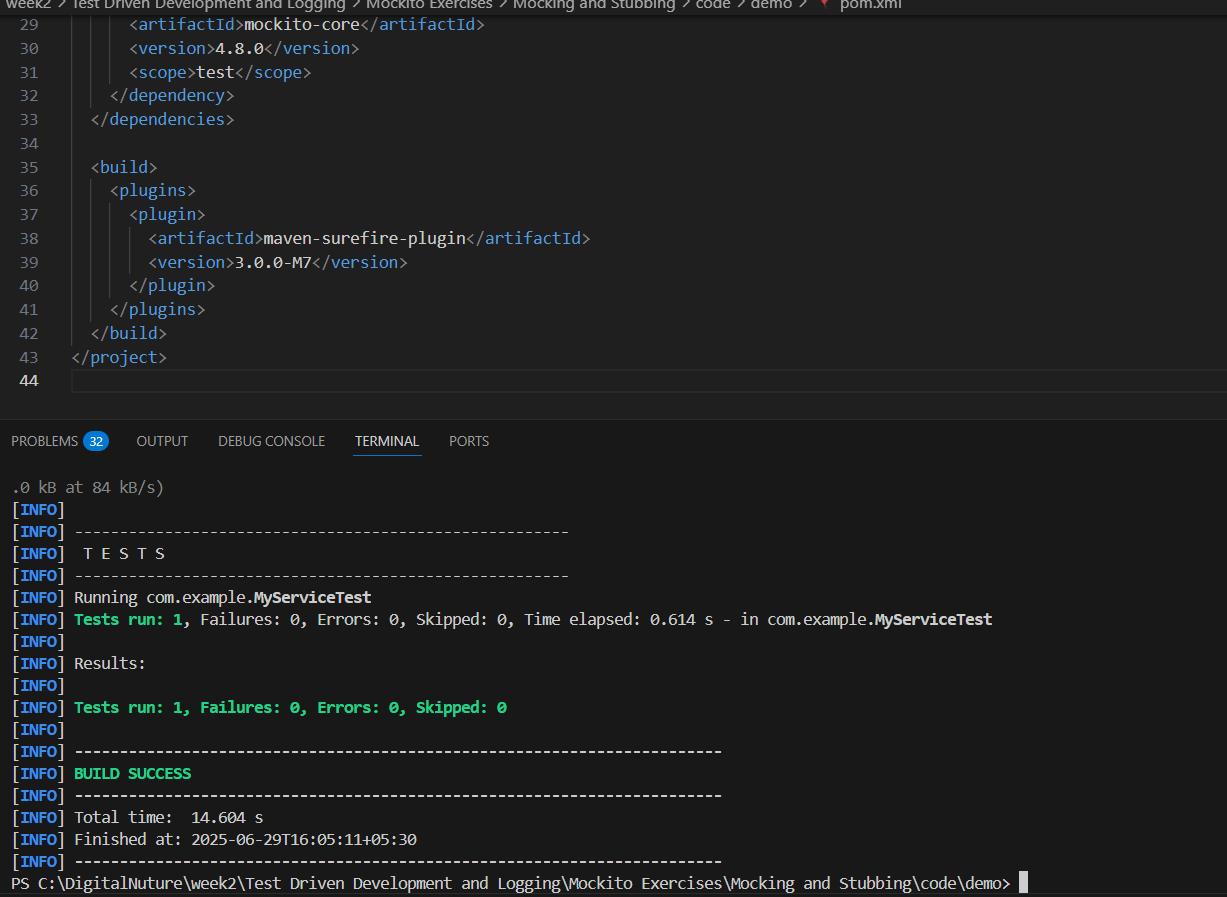 week2 > Test Driven Development and Logging > Mockito Exercises > Mocking and Stubbing > code > demo > pom.xml
29 <artifactId>mockito-core</artifactId>
30 <version>4.8.0</version>
31 <scope>test</scope>
32 </dependency>
33 </dependencies>
34
35 <build>
36 <plugins>
37 <plugin>
38 <artifactId>maven-surefire-plugin</artifactId>
39 <version>3.0.0-M7</version>
40 </plugin>
41 </plugins>
42 </build>
43 </project>
44
PROBLEMS 32 OUTPUT DEBUG CONSOLE TERMINAL PORTS
.0 kB at 84 kB/s)
[INFO]
[INFO] -------------------------------------------------------
[INFO]  T E S T S
[INFO] -------------------------------------------------------
[INFO] Running com.example.MyServiceTest
[INFO] Tests run: 1, Failures: 0, Errors: 0, Skipped: 0, Time elapsed: 0.614 s - in com.example.MyServiceTest
[INFO]
[INFO] Results:
[INFO]
[INFO] Tests run: 1, Failures: 0, Errors: 0, Skipped: 0
[INFO]
[INFO] ------------------------------------------------------------------------
[INFO] BUILD SUCCESS
[INFO] ------------------------------------------------------------------------
[INFO] Total time:  14.604 s
[INFO] Finished at: 2025-06-29T16:05:11+05:30
[INFO] ------------------------------------------------------------------------
PS C:\DigitalNuture\week2\Test Driven Development and Logging\Mockito Exercises\Mocking and Stubbing\code\demo>